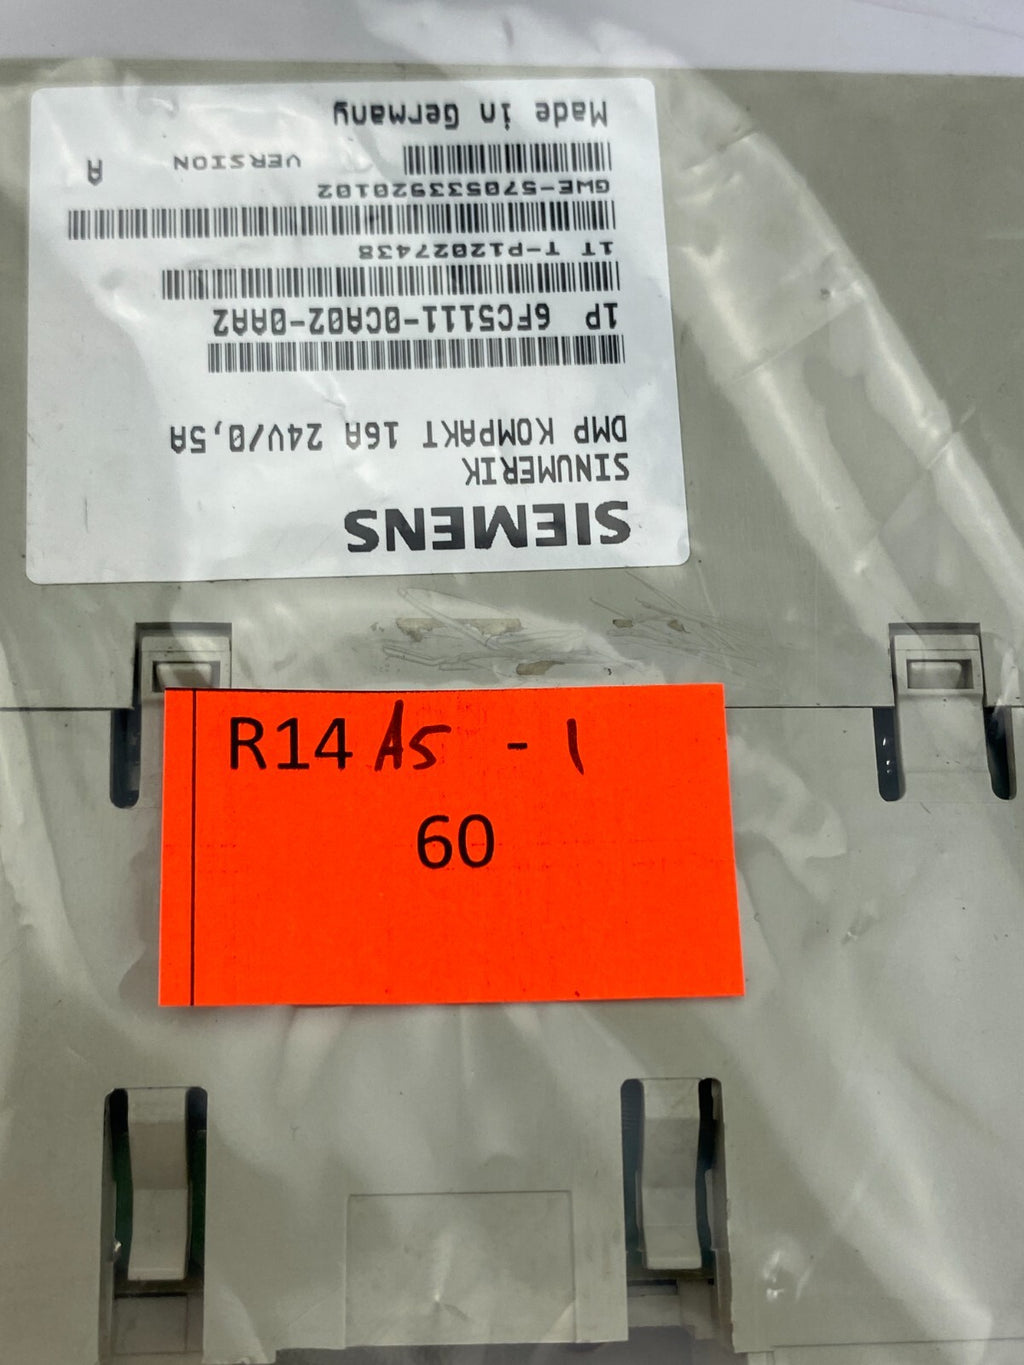 SIEMENS
SINUMERIK
DMP KOMPAKT 16A 24V/0,5A
1P 6FC5111-0CA02-0AA2
1T T-P12027438
GWE-570533920102
VERSION A
Made in Germany
R14 A5 - 1
60